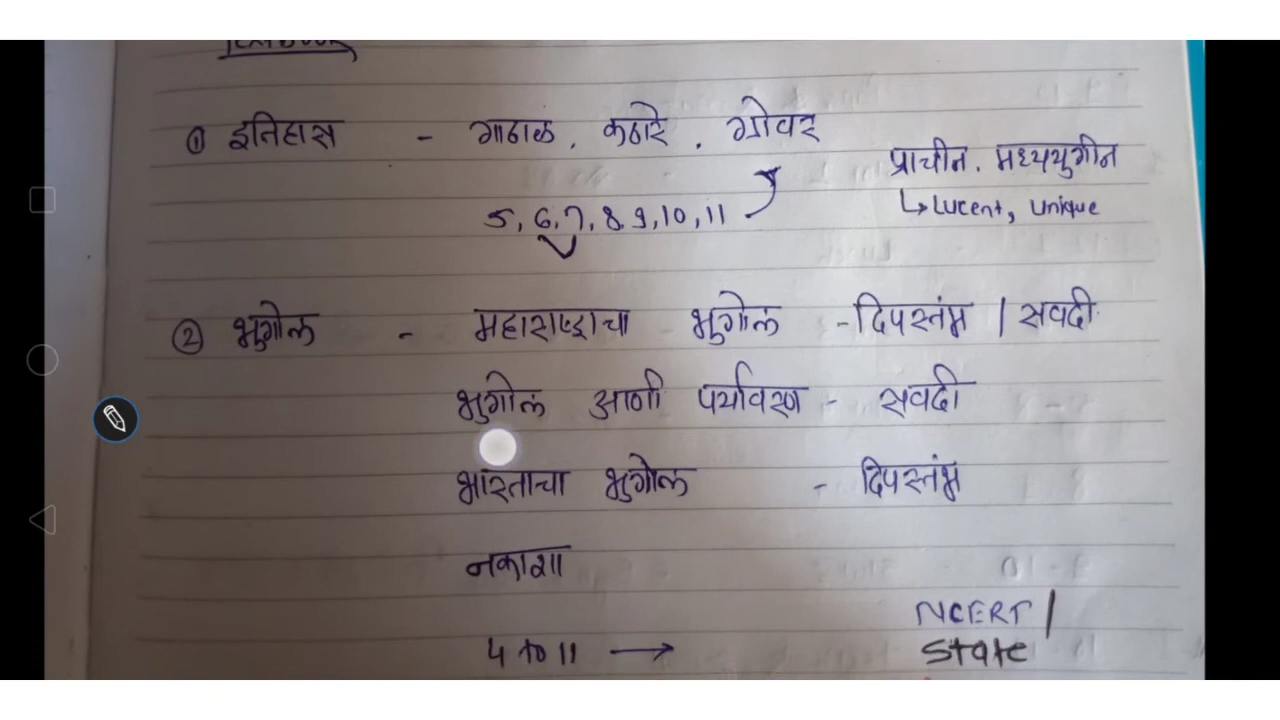 Textbook
① इतिहास - गाठाळ, कठारे, ग्रोवर
प्राचीन, मध्ययुगीन
5, 6, 7, 8, 9, 10, 11
↳ Lucent, Unique
② भुगोल - महाराष्ट्राचा भुगोल - दिपस्तंभ / सवदी
भुगोल आणी पर्यावरण - सवदी
भारताचा भुगोल - दिपस्तंभ
नकाशा
NCERT /
4 to 11 → State